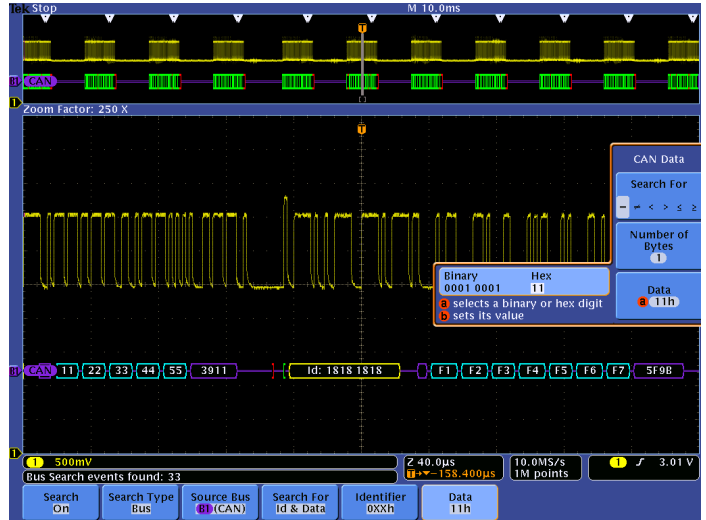 Tek Stop M 10.0ms
T
B1 CAN
1
Zoom Factor: 250 X
T
CAN Data
Search For
= ≠ < > ≤ ≥
Number of
Bytes
1
Binary Hex
0001 0001 11
a selects a binary or hex digit
b sets its value
Data
a 11h
B1 CAN 11 22 33 44 55 3911 Id: 1818 1818 F1 F2 F3 F4 F5 F6 F7 5F9B
1
1 500mV
Z 40.0µs
T→▼-158.400µs
10.0MS/s
1M points
1 ∫ 3.01 V
Bus Search events found: 33
Search
On
Search Type
Bus
Source Bus
B1 (CAN)
Search For
Id & Data
Identifier
0XXh
Data
11h